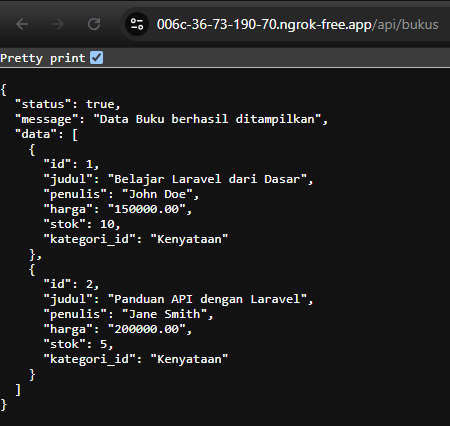 006c-36-73-190-70.ngrok-free.app/api/bukus
Pretty print
{
  "status": true,
  "message": "Data Buku berhasil ditampilkan",
  "data": [
    {
      "id": 1,
      "judul": "Belajar Laravel dari Dasar",
      "penulis": "John Doe",
      "harga": "150000.00",
      "stok": 10,
      "kategori_id": "Kenyataan"
    },
    {
      "id": 2,
      "judul": "Panduan API dengan Laravel",
      "penulis": "Jane Smith",
      "harga": "200000.00",
      "stok": 5,
      "kategori_id": "Kenyataan"
    }
  ]
}